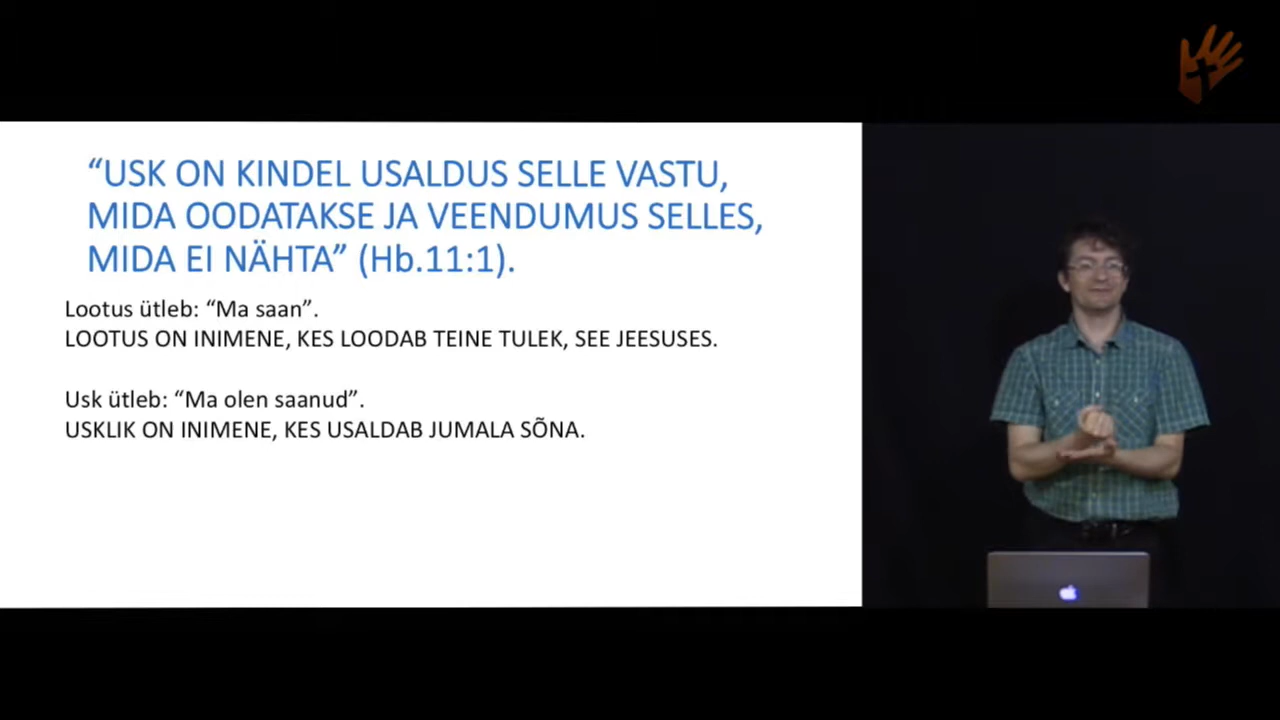 “USK ON KINDEL USALDUS SELLE VASTU,
MIDA OODATAKSE JA VEENDUMUS SELLES,
MIDA EI NÄHTA” (Hb.11:1).
Lootus ütleb: “Ma saan”.
LOOTUS ON INIMENE, KES LOODAB TEINE TULEK, SEE JEESUSES.
Usk ütleb: “Ma olen saanud”.
USKLIK ON INIMENE, KES USALDAB JUMALA SÕNA.